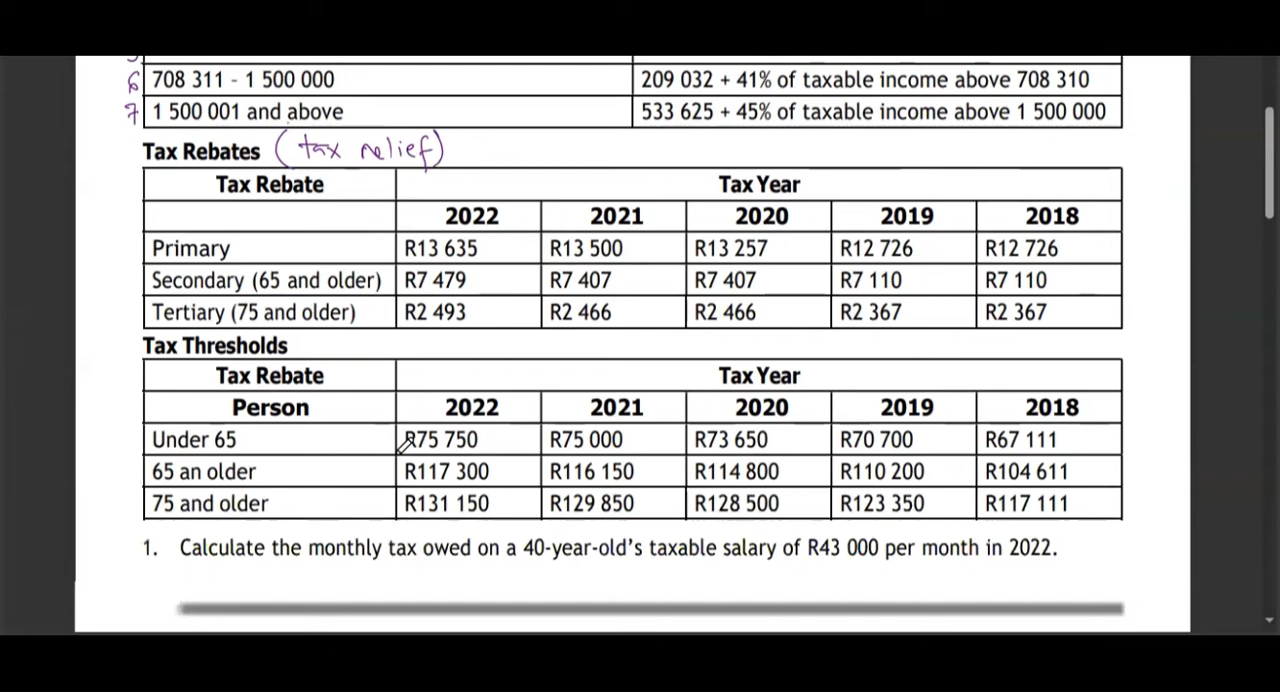 6 708 311 - 1 500 000 209 032 + 41% of taxable income above 708 310
7 1 500 001 and above 533 625 + 45% of taxable income above 1 500 000
Tax Rebates (tax relief)
Tax Rebate Tax Year
2022 2021 2020 2019 2018
Primary R13 635 R13 500 R13 257 R12 726 R12 726
Secondary (65 and older) R7 479 R7 407 R7 407 R7 110 R7 110
Tertiary (75 and older) R2 493 R2 466 R2 466 R2 367 R2 367
Tax Thresholds
Tax Rebate Tax Year
Person 2022 2021 2020 2019 2018
Under 65 R75 750 R75 000 R73 650 R70 700 R67 111
65 an older R117 300 R116 150 R114 800 R110 200 R104 611
75 and older R131 150 R129 850 R128 500 R123 350 R117 111
1. Calculate the monthly tax owed on a 40-year-old's taxable salary of R43 000 per month in 2022.